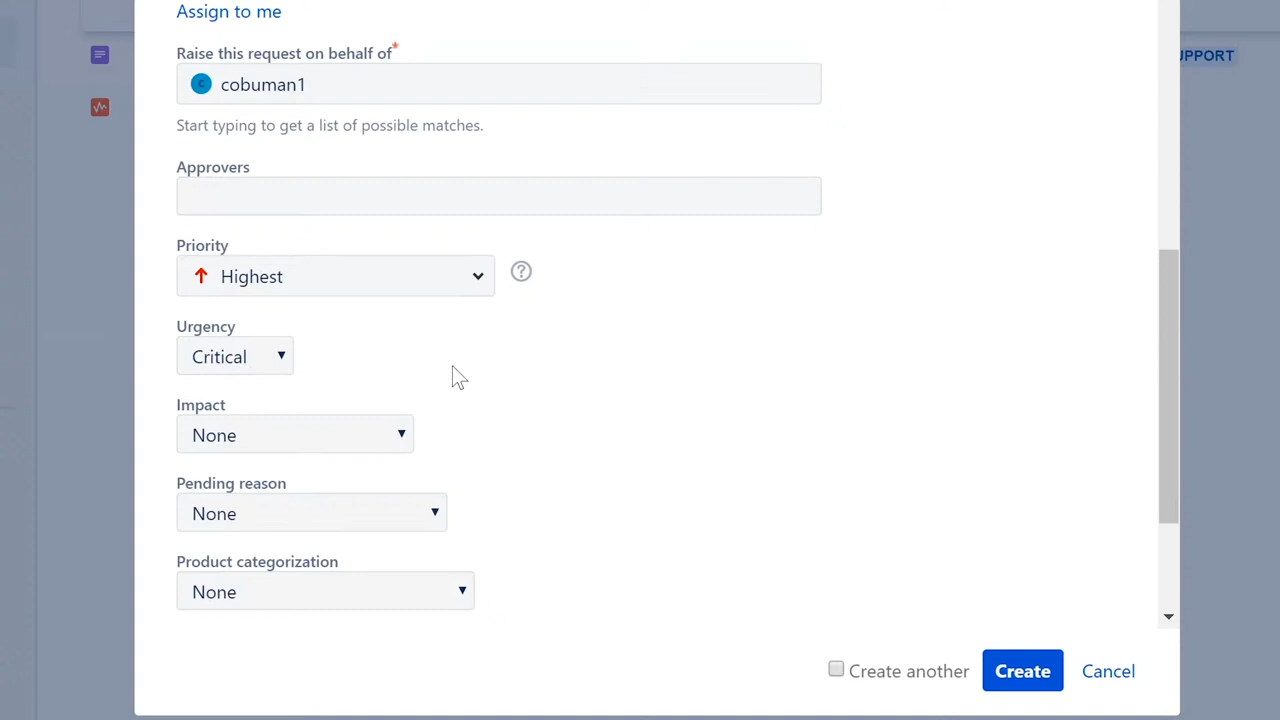 Assign to me
UPPORT
Raise this request on behalf of*
C cobuman1
Start typing to get a list of possible matches.
Approvers
Priority
Highest
?
Urgency
Critical
Impact
None
Pending reason
None
Product categorization
None
Create another
Create
Cancel